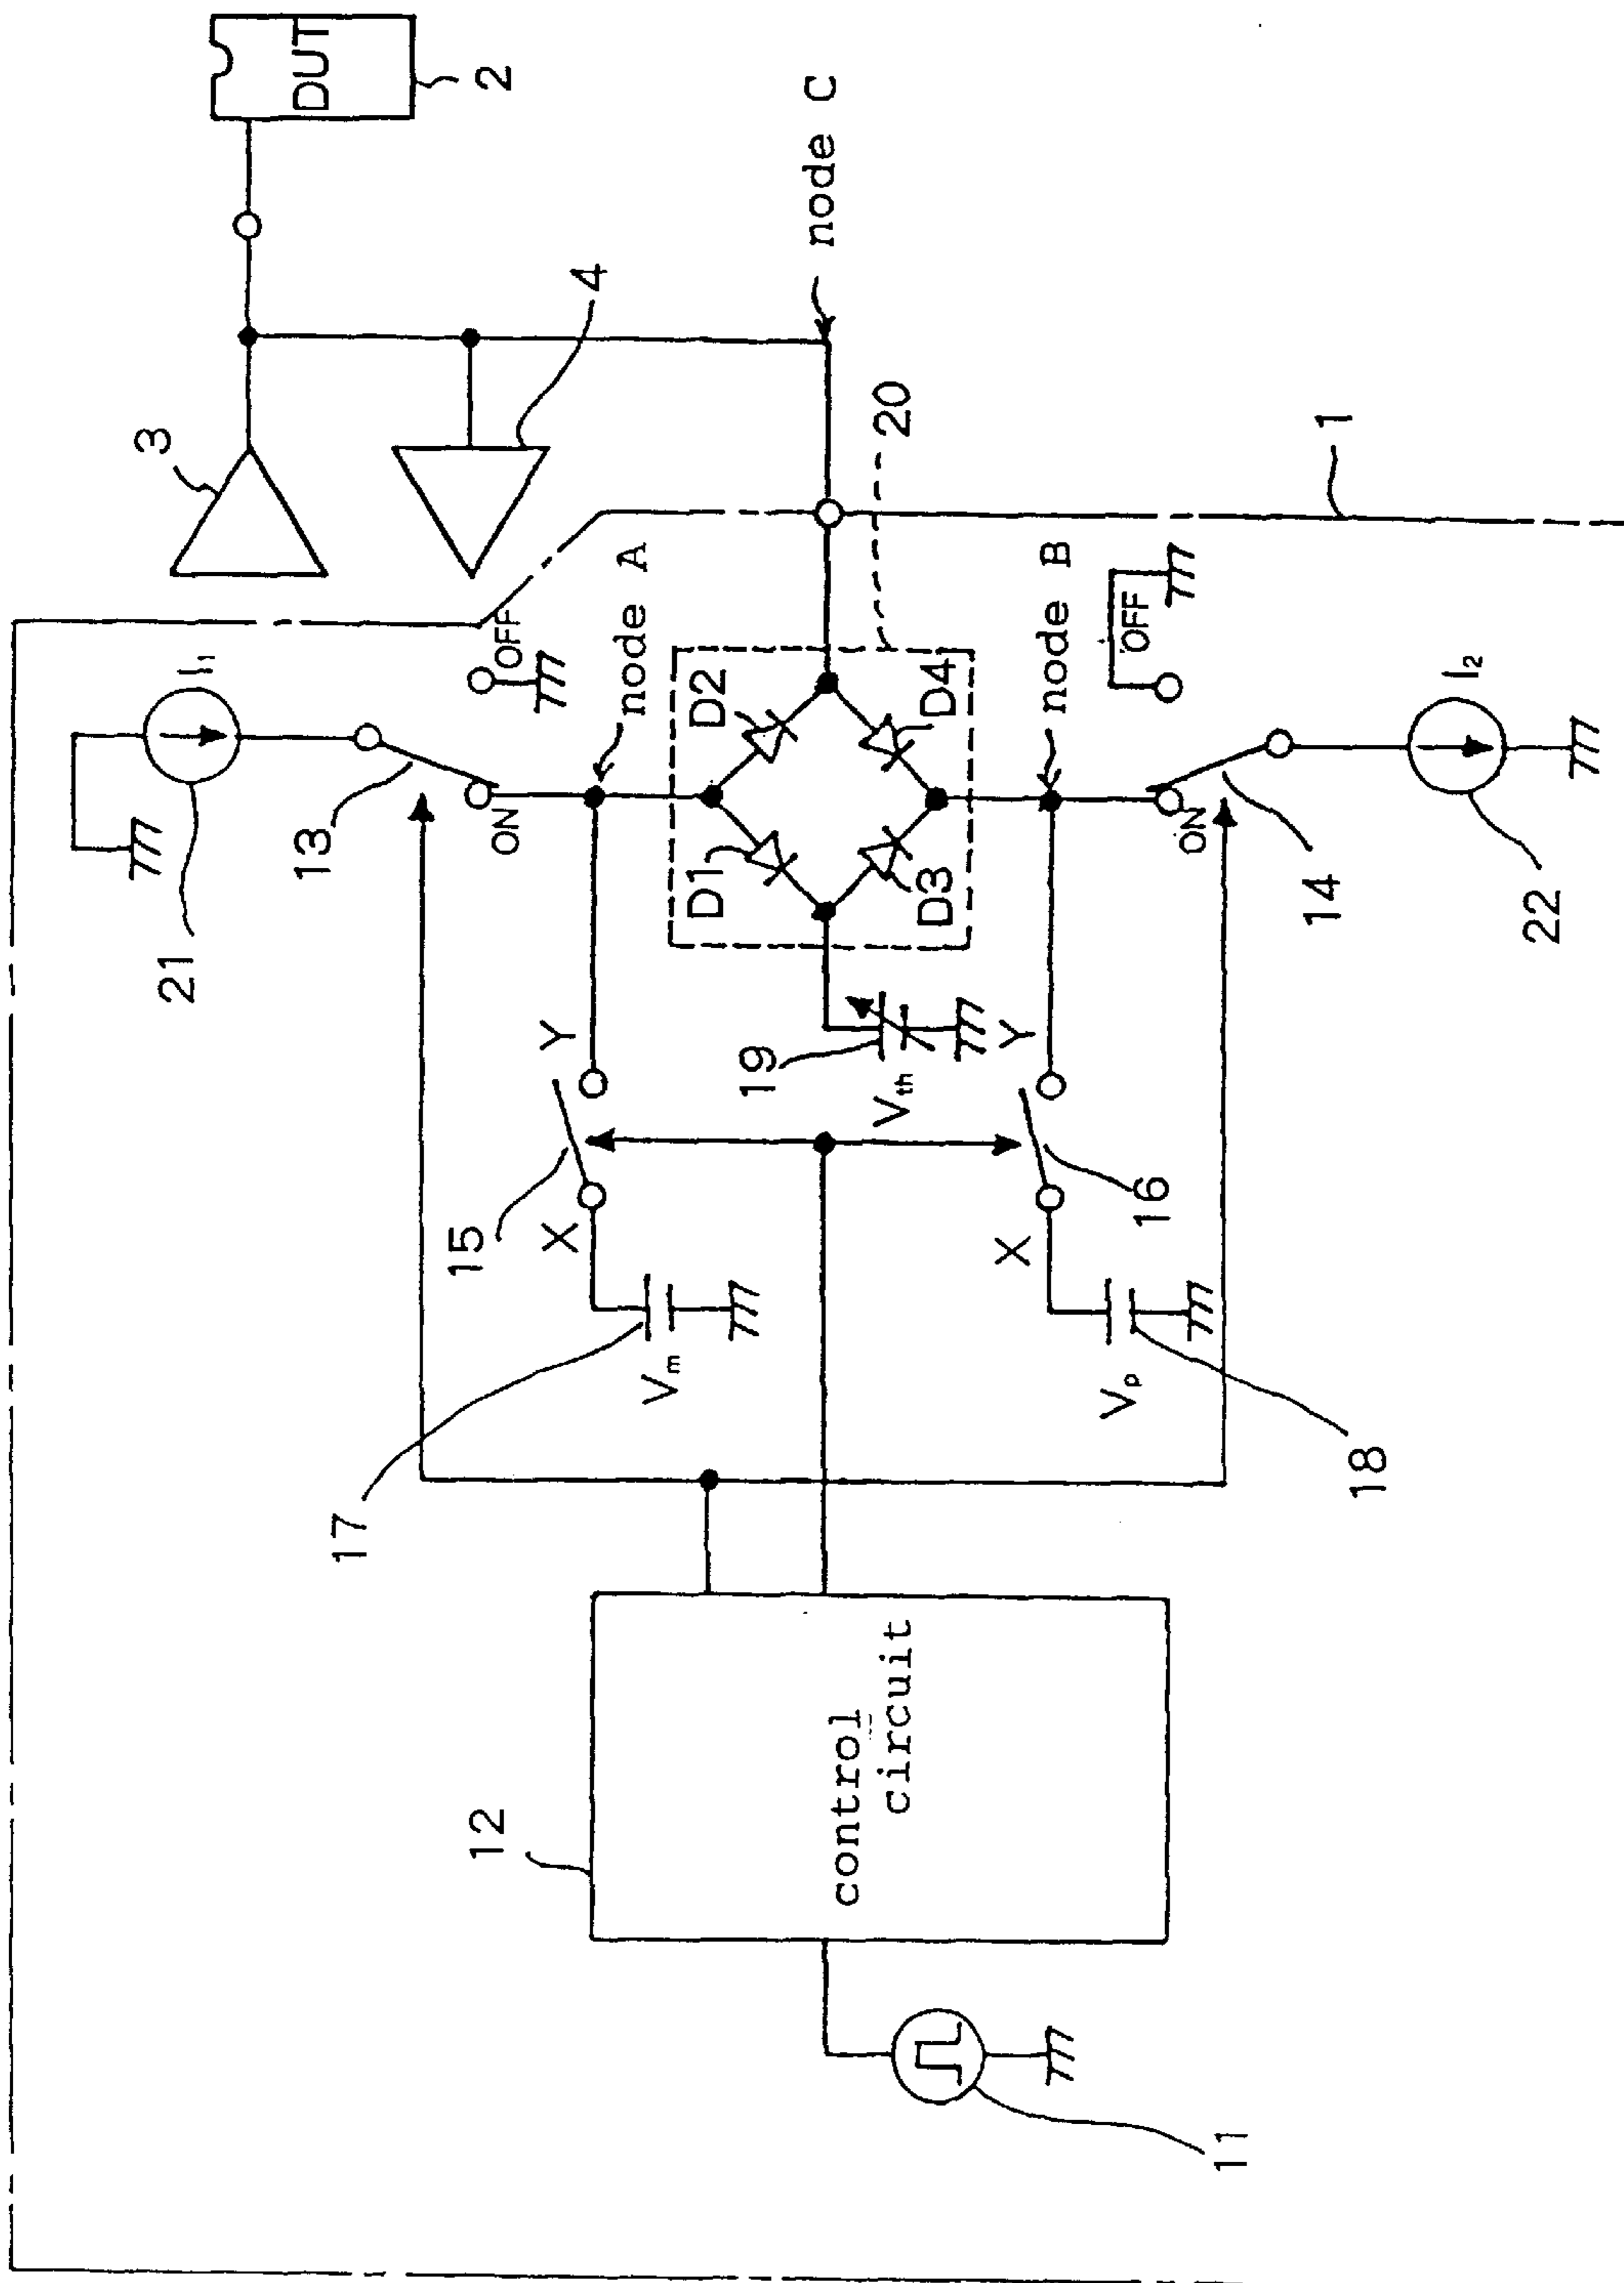 DUT
2
3
4
node C
20
1
I₁
21
13
OFF
ON
node A
D2
D1
D4
D3
node B
OFF
ON
14
I₂
22
15
X
Y
19
Vth
16
X
Y
17
Vm
18
Vp
12
control
circuit
11